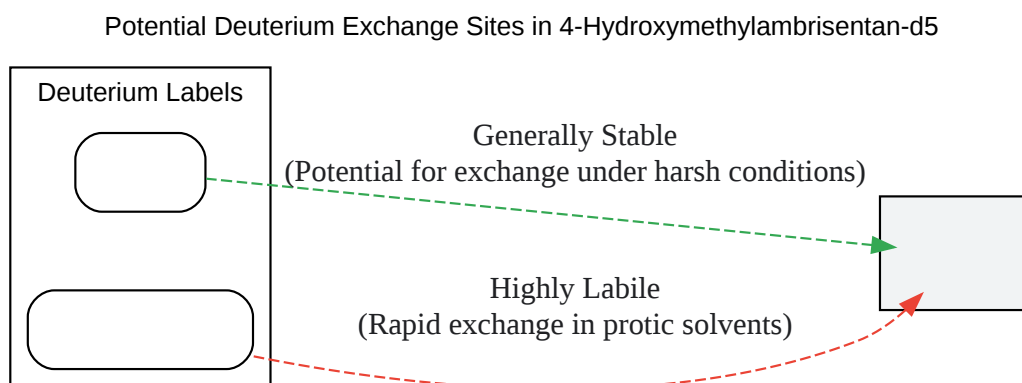 Potential Deuterium Exchange Sites in 4-Hydroxymethylambrisentan-d5
Deuterium Labels
Generally Stable
(Potential for exchange under harsh conditions)
Highly Labile
(Rapid exchange in protic solvents)